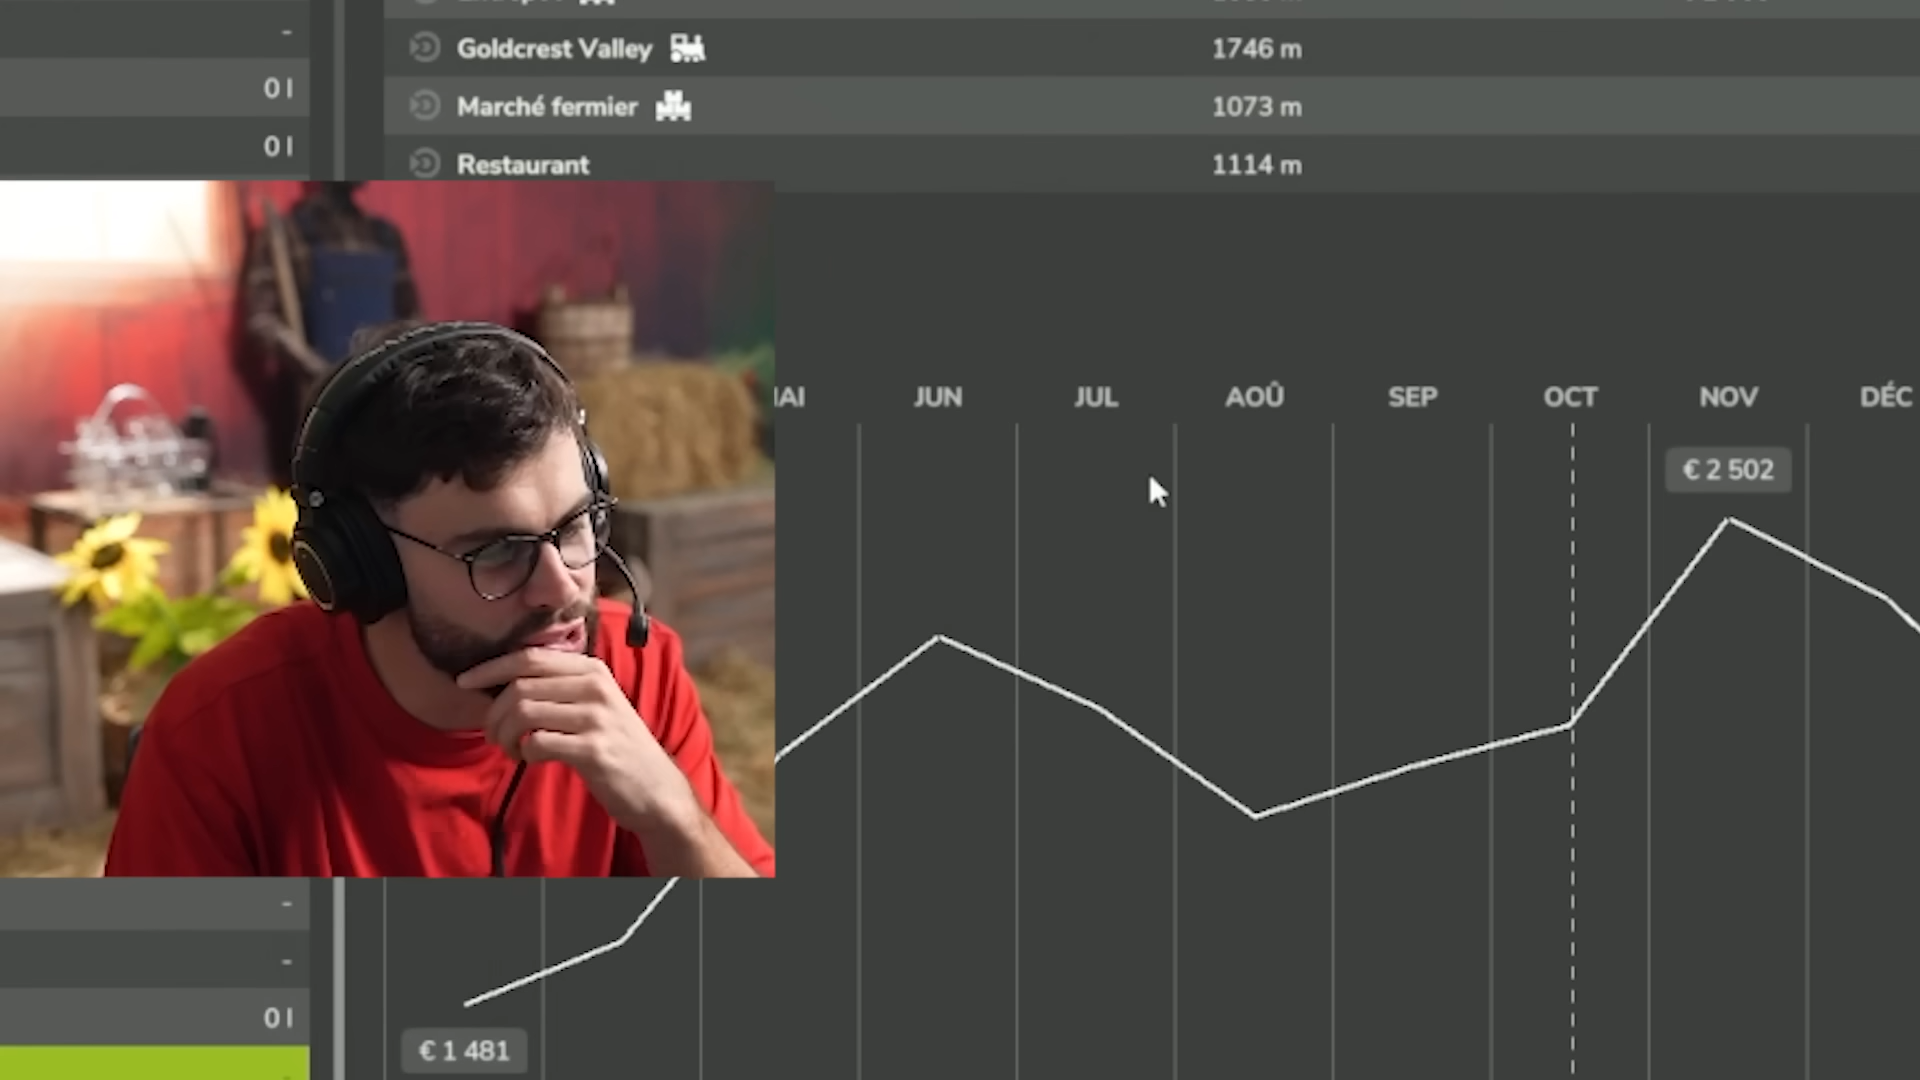 -
0 l
0 l
Goldcrest Valley 1746 m
Marché fermier 1073 m
Restaurant 1114 m
JUN JUL AOÛ SEP OCT NOV DÉC
€ 2 502
-
-
0 l
€ 1 481